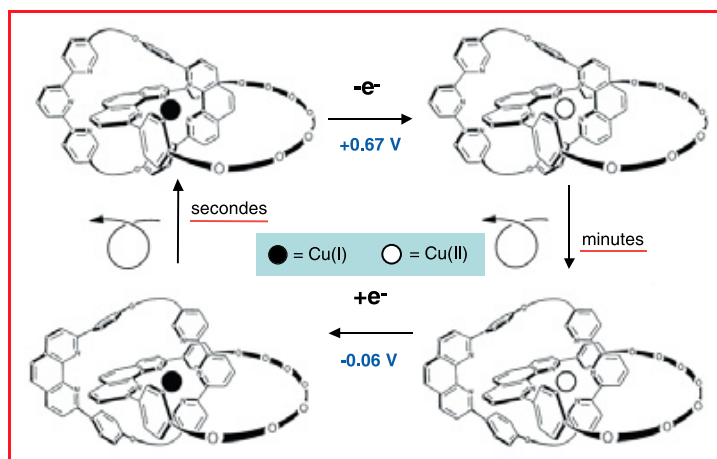 -e-
+0.67 V
secondes
minutes
= Cu(I)
= Cu(II)
+e-
-0.06 V